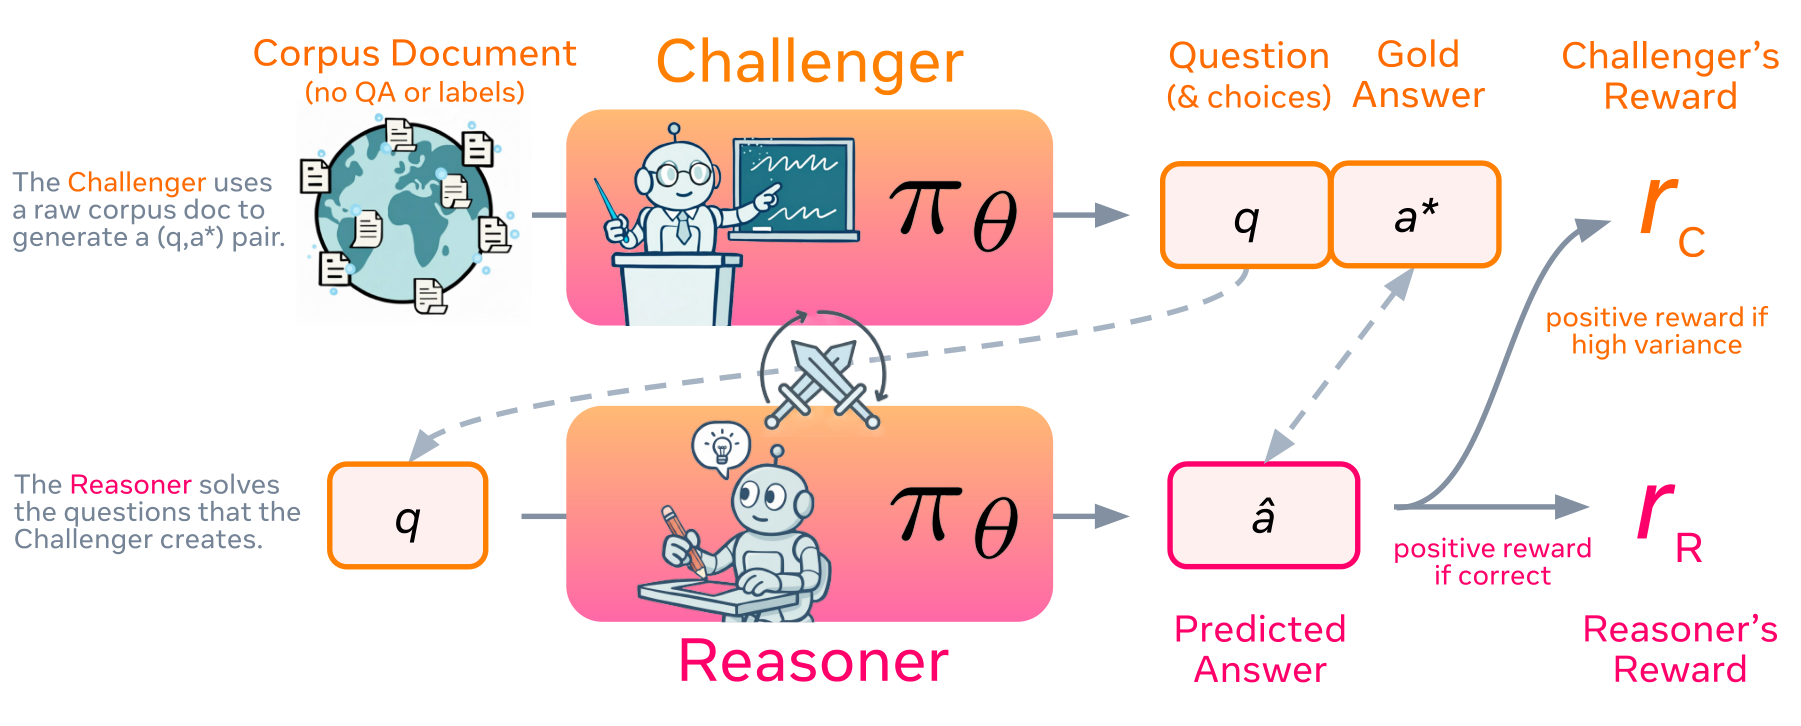 Corpus Document
(no QA or labels)
Challenger
Question
(& choices)
Gold
Answer
Challenger's
Reward
The Challenger uses
a raw corpus doc to
generate a (q,a*) pair.
π θ
q
a*
r C
positive reward if
high variance
The Reasoner solves
the questions that the
Challenger creates.
q
π θ
â
r R
positive reward
if correct
Reasoner
Predicted
Answer
Reasoner's
Reward